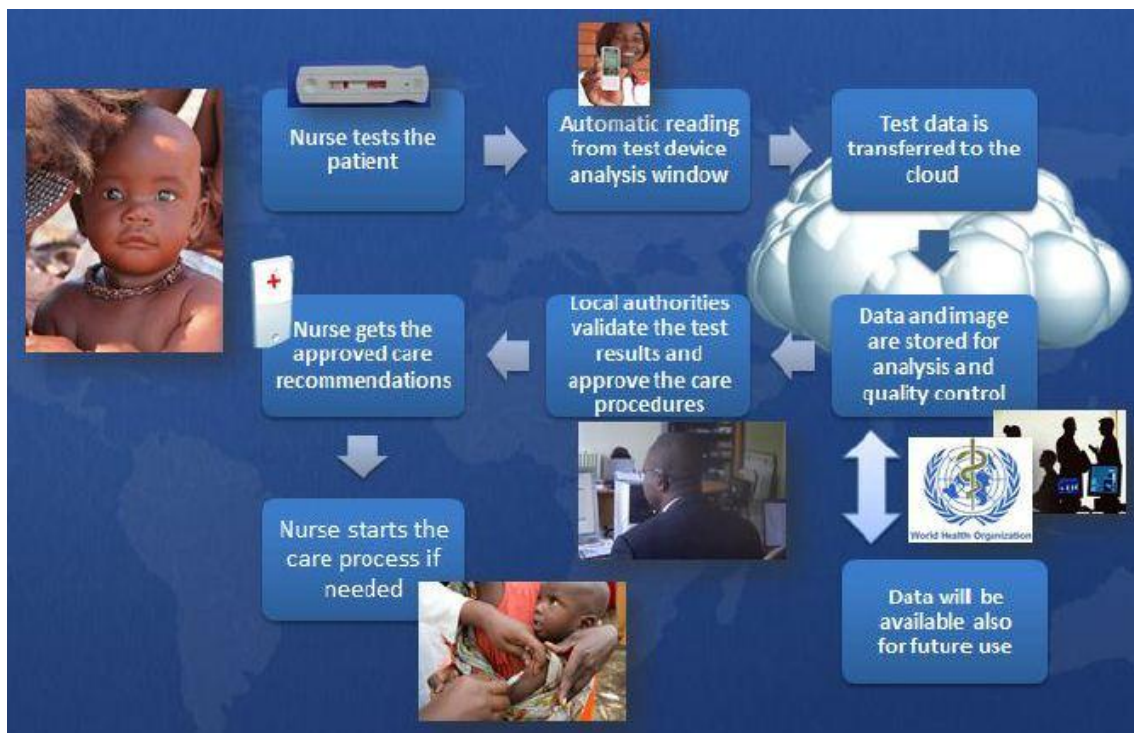 Nurse tests the
patient
Automatic reading
from test device
analysis window
Test data is
transferred to the
cloud
Data and image
are stored for
analysis and
quality control
Local authorities
validate the test
results and
approve the care
procedures
Nurse gets the
approved care
recommendations
Nurse starts the
care process if
needed
World Health Organization
Data will be
available also
for future use